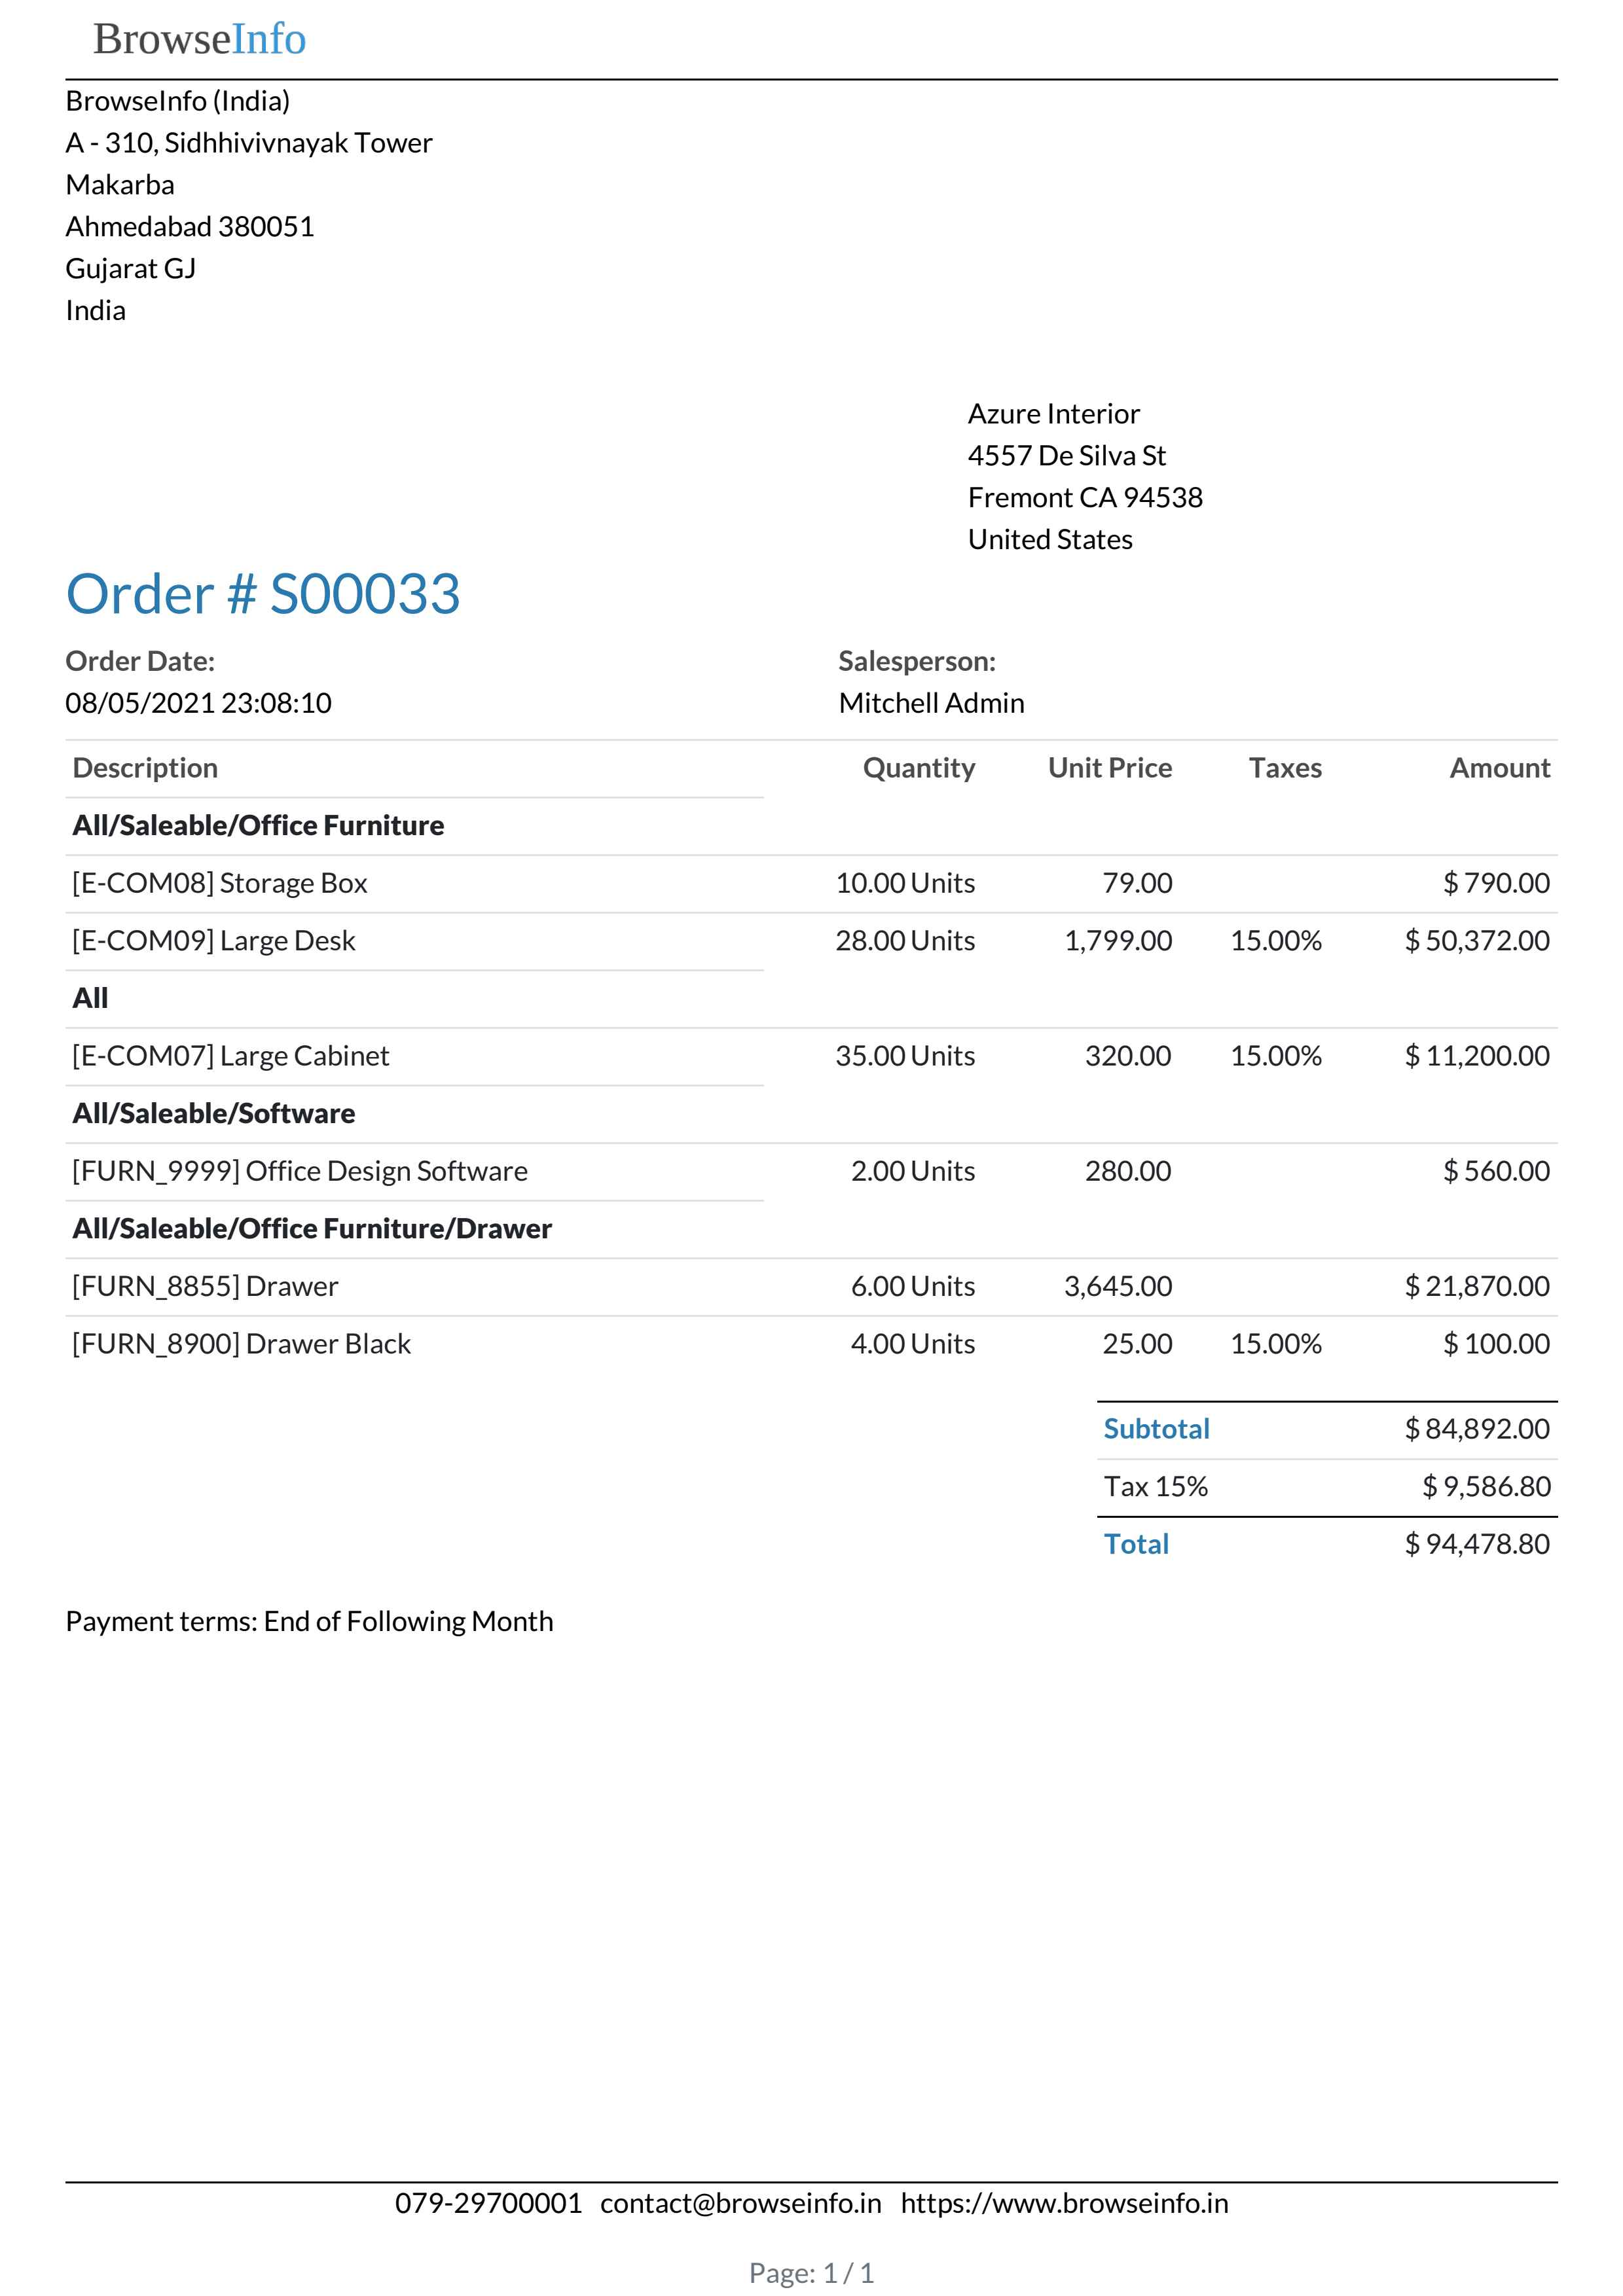 BrowseInfo
BrowseInfo (India)
A - 310, Sidhhivivnayak Tower
Makarba
Ahmedabad 380051
Gujarat GJ
India
Azure Interior
4557 De Silva St
Fremont CA 94538
United States
Order # S00033
Order Date: Salesperson:
08/05/2021 23:08:10 Mitchell Admin
Description Quantity Unit Price Taxes Amount
All/Saleable/Office Furniture
[E-COM08] Storage Box 10.00 Units 79.00 $ 790.00
[E-COM09] Large Desk 28.00 Units 1,799.00 15.00% $ 50,372.00
All
[E-COM07] Large Cabinet 35.00 Units 320.00 15.00% $ 11,200.00
All/Saleable/Software
[FURN_9999] Office Design Software 2.00 Units 280.00 $ 560.00
All/Saleable/Office Furniture/Drawer
[FURN_8855] Drawer 6.00 Units 3,645.00 $ 21,870.00
[FURN_8900] Drawer Black 4.00 Units 25.00 15.00% $ 100.00
Subtotal $ 84,892.00
Tax 15% $ 9,586.80
Total $ 94,478.80
Payment terms: End of Following Month
079-29700001 contact@browseinfo.in https://www.browseinfo.in
Page: 1 / 1